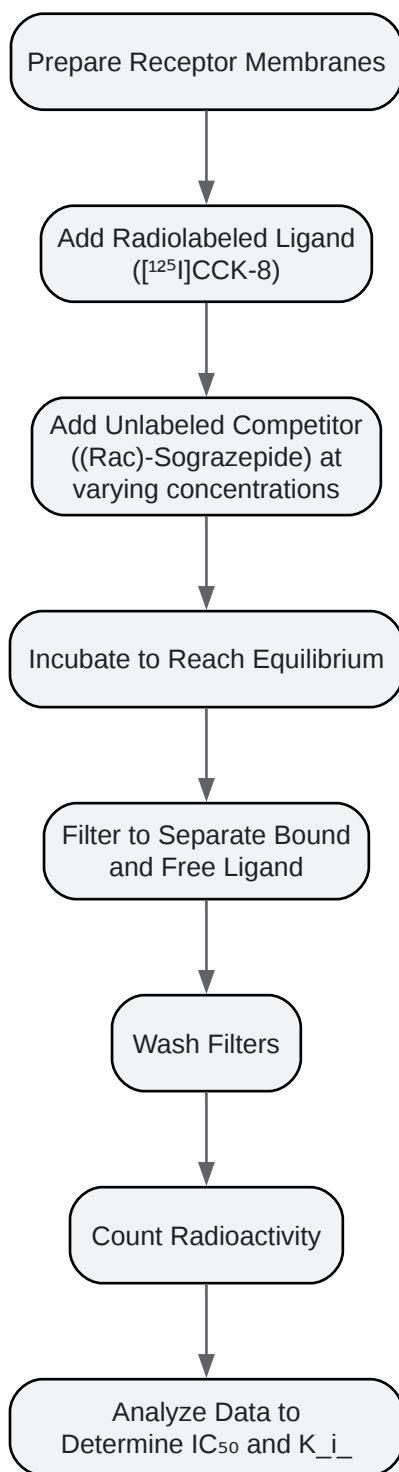 Prepare Receptor Membranes
Add Radiolabeled Ligand
([¹²⁵I]CCK-8)
Add Unlabeled Competitor
((Rac)-Sograzepide) at
varying concentrations
Incubate to Reach Equilibrium
Filter to Separate Bound
and Free Ligand
Wash Filters
Count Radioactivity
Analyze Data to
Determine IC₅₀ and K_i_